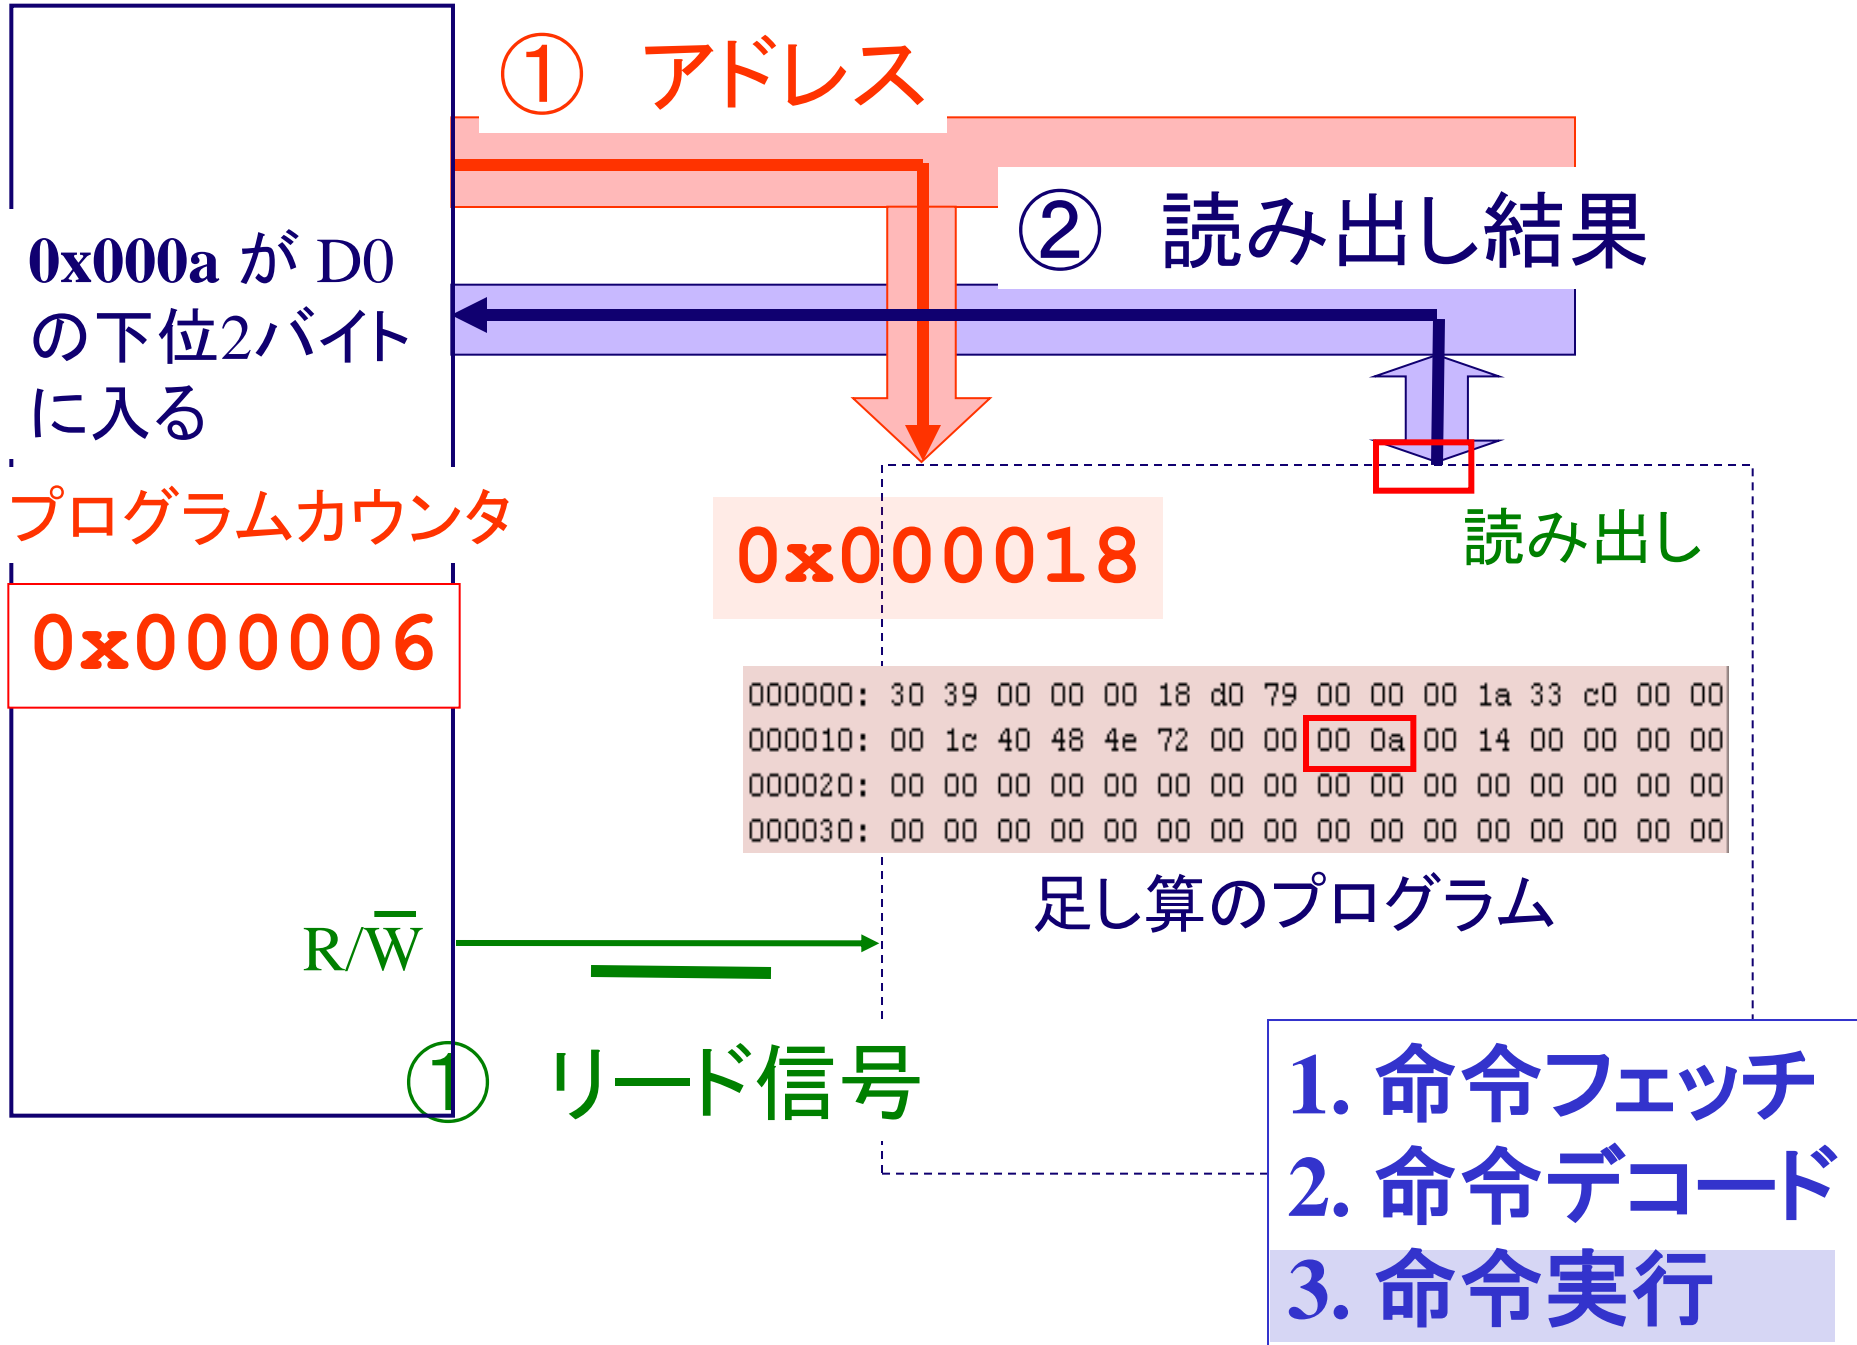 ① アドレス
② 読み出し結果
0x000a が D0
の下位2バイト
に入る
プログラムカウンタ
0x000006
0x000018
読み出し
000000: 30 39 00 00 00 18 d0 79 00 00 00 1a 33 c0 00 00
000010: 00 1c 40 48 4e 72 00 00 00 0a 00 14 00 00 00 00
000020: 00 00 00 00 00 00 00 00 00 00 00 00 00 00 00 00
000030: 00 00 00 00 00 00 00 00 00 00 00 00 00 00 00 00
足し算のプログラム
R/W̅
① リード信号
1. 命令フェッチ
2. 命令デコード
3. 命令実行